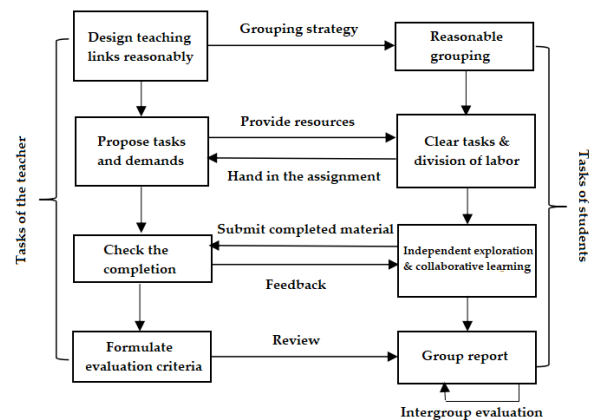 Design teaching
links reasonably
Grouping strategy
Reasonable
grouping
Tasks of the teacher
Propose tasks
and demands
Provide resources
Hand in the assignment
Clear tasks &
division of labor
Tasks of students
Check the
completion
Submit completed material
Feedback
Independent exploration
& collaborative learning
Formulate
evaluation criteria
Review
Group report
Intergroup evaluation